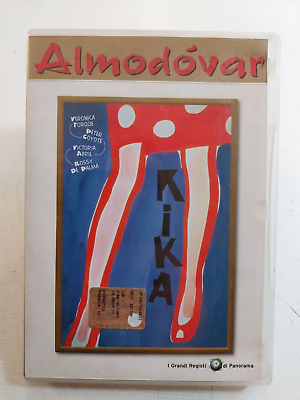 Almodóvar
VERONICA
FORQUE
PETER
COYOTE
VICTORIA
ABRIL
ROSSY
DE PALMA
KIKA
I Grandi Registi di Panorama